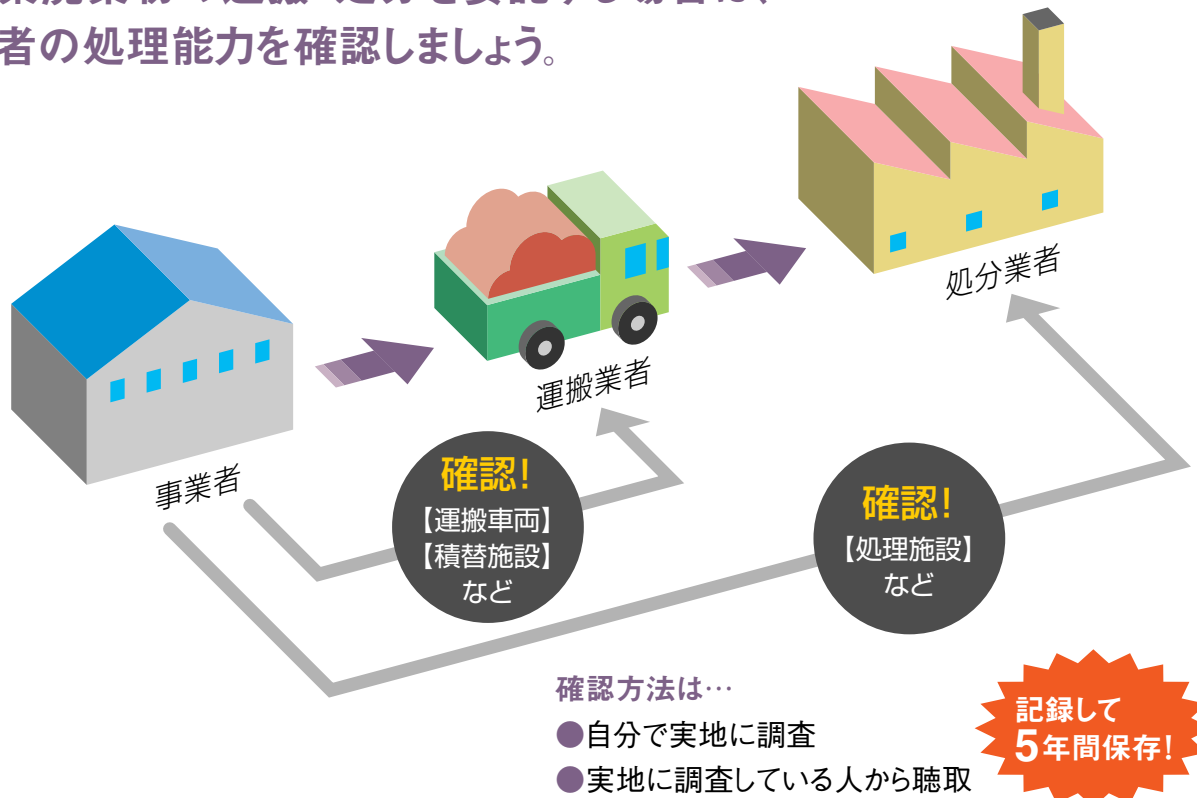 者の処理能力を確認しましょう。
処分業者
運搬業者
事業者
確認!
【運搬車両】
【積替施設】
など
確認!
【処理施設】
など
確認方法は…
●自分で実地に調査
●実地に調査している人から聴取
記録して
5年間保存!